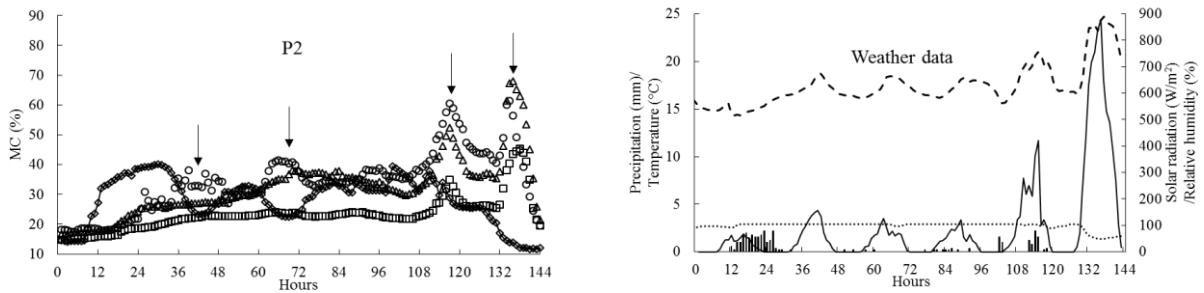 90
80
70
60
50
40
30
20
10
MC (%)
P2
0 12 24 36 48 60 72 84 96 108 120 132 144
Hours
25
20
15
10
5
0
Precipitation (mm)/
Temperature (°C)
Weather data
900
800
700
600
500
400
300
200
100
0
Solar radiation (W/m²)
/Relative humidity (%)
0 12 24 36 48 60 72 84 96 108 120 132 144
Hours